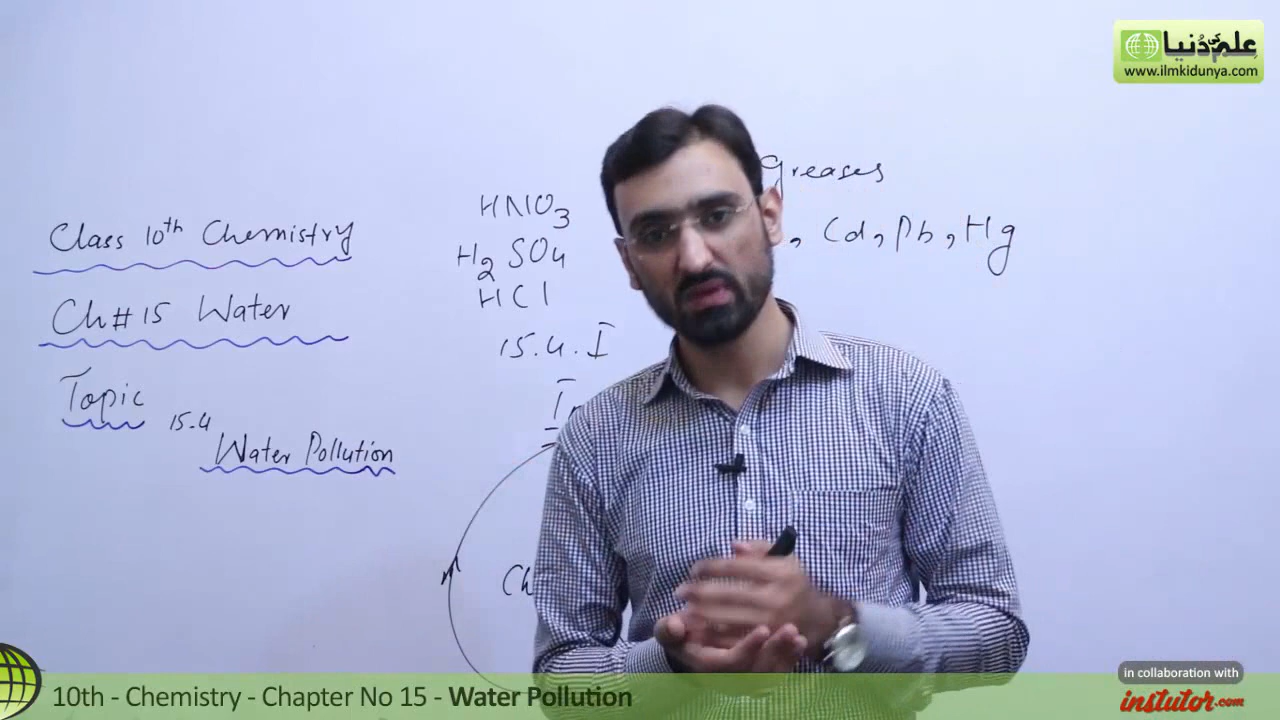 علم کی دُنیا
www.ilmkidunya.com
Class 10th Chemistry
Ch#15 Water
Topic
15.4
Water Pollution
HNO3
H2SO4
HCl
15.4.I
greases
, Cd, Pb, Hg
10th - Chemistry - Chapter No 15 - Water Pollution
in collaboration with
instutor.com